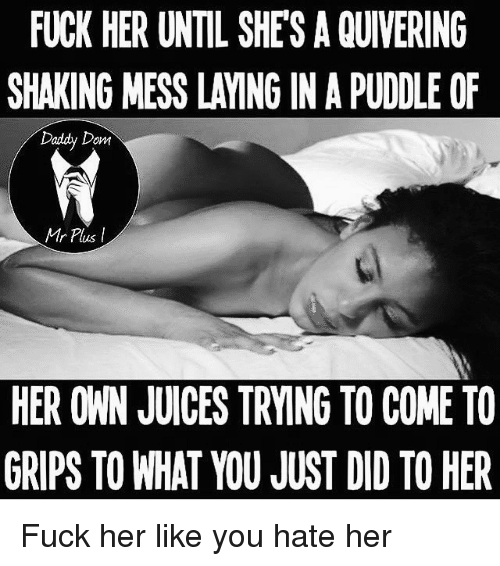 FUCK HER UNTIL SHE'S A QUIVERING
SHAKING MESS LAYING IN A PUDDLE OF
Daddy Dom
Mr Plus 1
HER OWN JUICES TRYING TO COME TO
GRIPS TO WHAT YOU JUST DID TO HER
Fuck her like you hate her